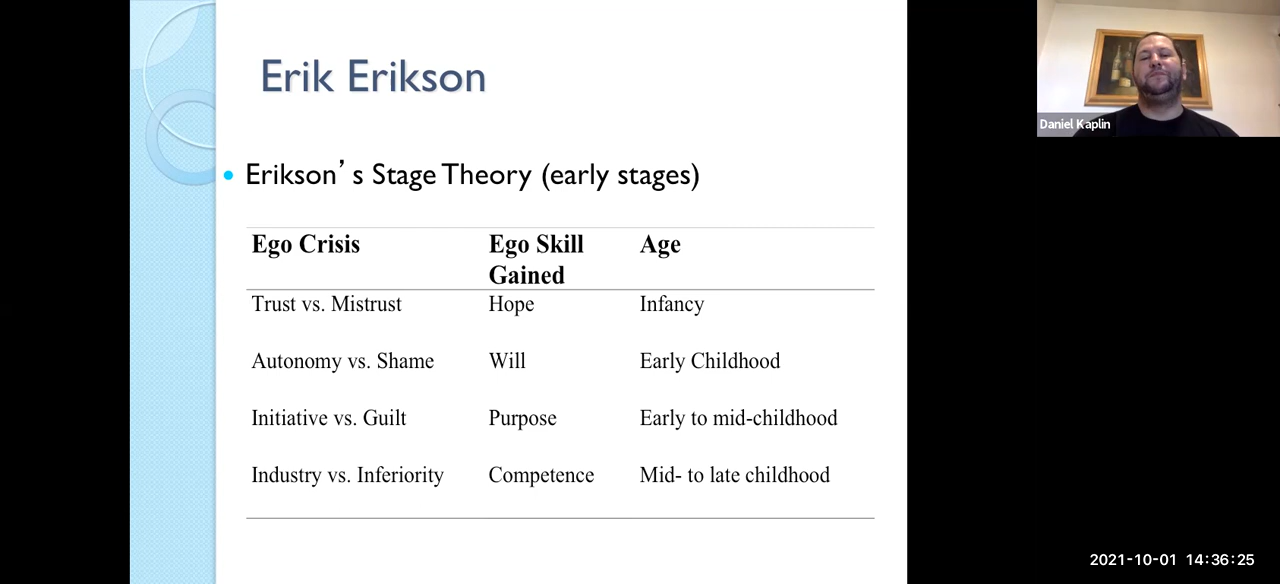 Erik Erikson
Erikson’s Stage Theory (early stages)
Ego Crisis Ego Skill Gained Age
Trust vs. Mistrust Hope Infancy
Autonomy vs. Shame Will Early Childhood
Initiative vs. Guilt Purpose Early to mid-childhood
Industry vs. Inferiority Competence Mid- to late childhood
Daniel Kaplin
2021-10-01 14:36:25